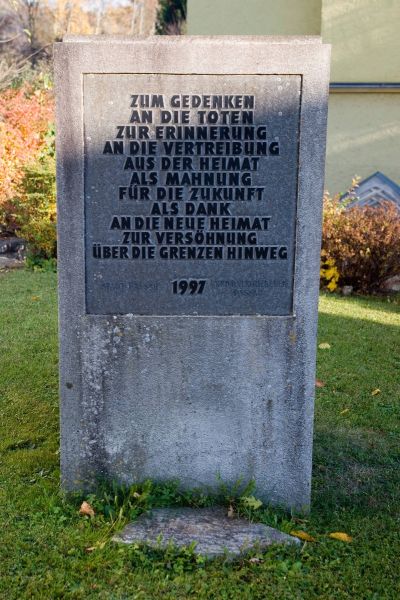 ZUM GEDENKEN
AN DIE TOTEN
ZUR ERINNERUNG
AN DIE VERTREIBUNG
AUS DER HEIMAT
ALS MAHNUNG
FÜR DIE ZUKUNFT
ALS DANK
AN DIE NEUE HEIMAT
ZUR VERSÖHNUNG
ÜBER DIE GRENZEN HINWEG
1997